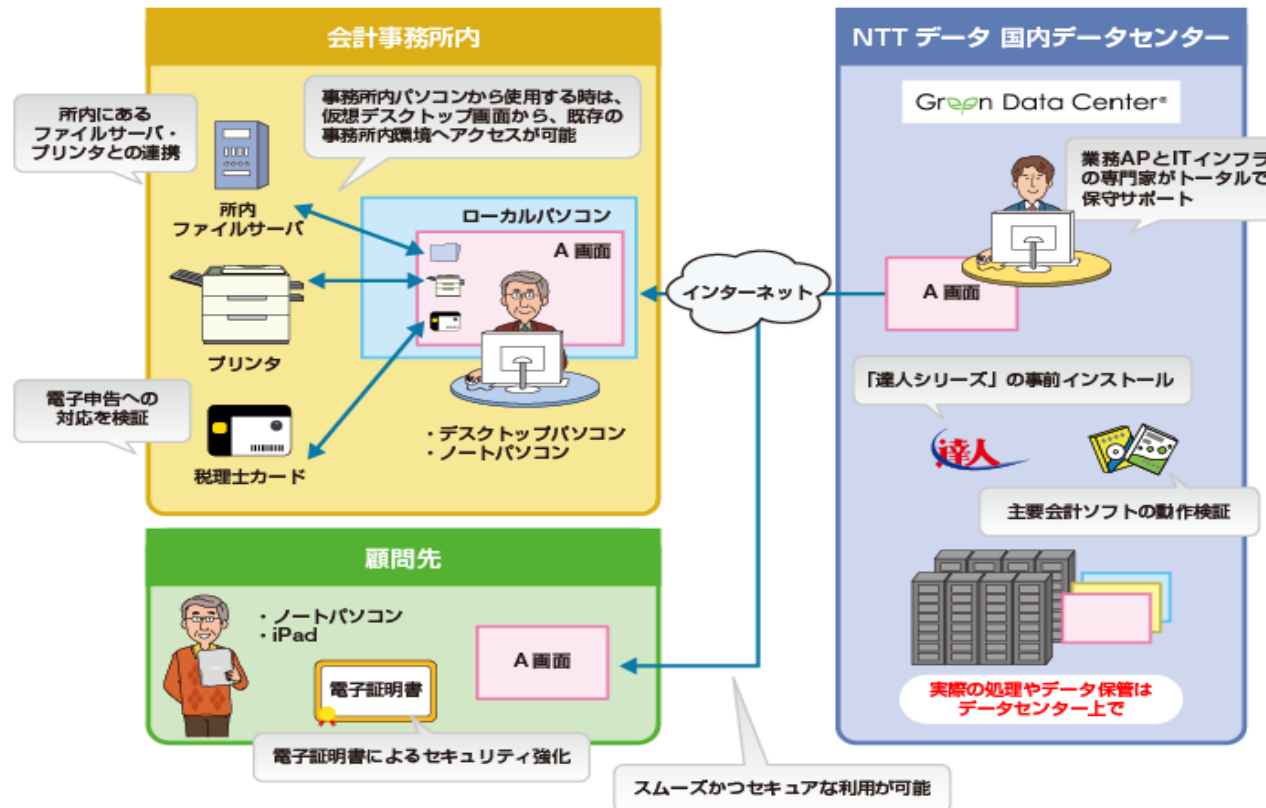 会計事務所内
所内にある
ファイルサーバ・
プリンタとの連携
事務所内パソコンから使用する時は、
仮想デスクトップ画面から、既存の
事務所内環境へアクセスが可能
所内
ファイルサーバ
ローカルパソコン
A 画面
プリンタ
電子申告への
対応を検証
税理士カード
・デスクトップパソコン
・ノートパソコン
インターネット
NTT データ 国内データセンター
Green Data Center®
業務APとITインフラ
の専門家がトータルで
保守サポート
A 画面
「達人シリーズ」の事前インストール
達人
主要会計ソフトの動作検証
実際の処理やデータ保管は
データセンター上で
顧問先
・ノートパソコン
・iPad
電子証明書
A 画面
電子証明書によるセキュリティ強化
スムーズかつセキュアな利用が可能